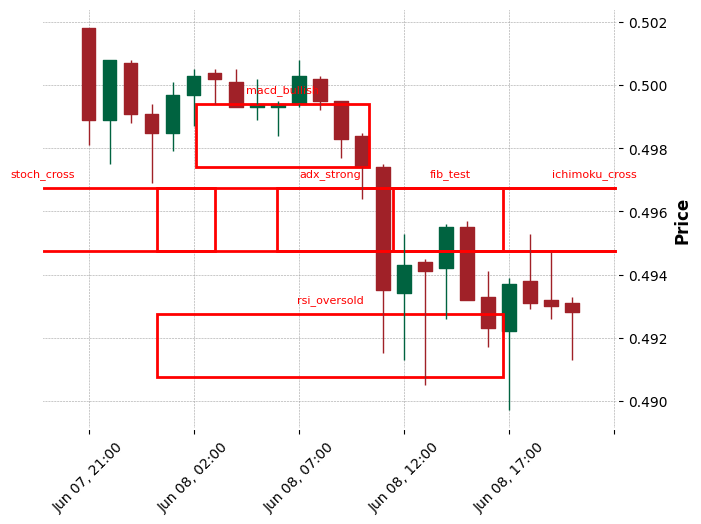 0.502
0.500
macd_bullish
0.498
stoch_cross
adx_strong
fib_test
ichimoku_cross
0.496
Price
0.494
rsi_oversold
0.492
0.490
Jun 07, 21:00
Jun 08, 02:00
Jun 08, 07:00
Jun 08, 12:00
Jun 08, 17:00